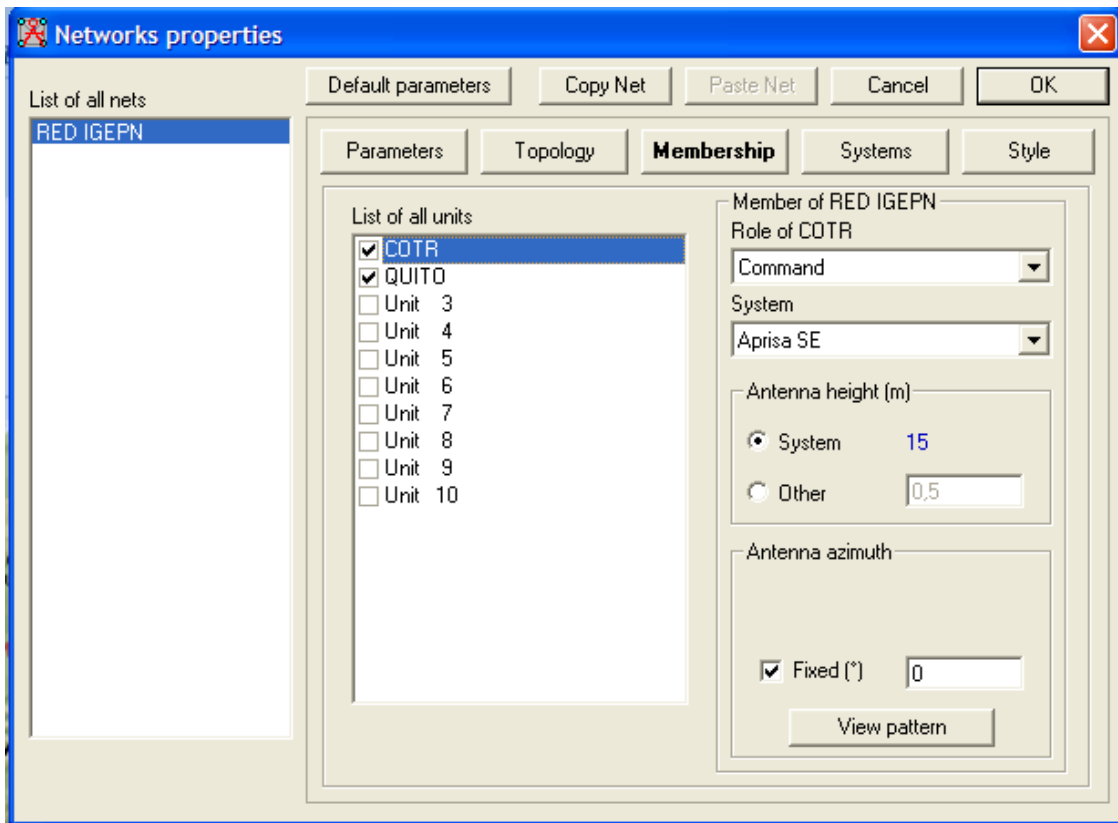 Networks properties
Default parameters
Copy Net
Paste Net
Cancel
OK
List of all nets
RED IGEPN
Parameters
Topology
Membership
Systems
Style
List of all units
COTR
QUITO
Unit 3
Unit 4
Unit 5
Unit 6
Unit 7
Unit 8
Unit 9
Unit 10
Member of RED IGEPN
Role of COTR
Command
System
Aprisa SE
Antenna height (m)
System 15
Other 0,5
Antenna azimuth
Fixed (°) 0
View pattern